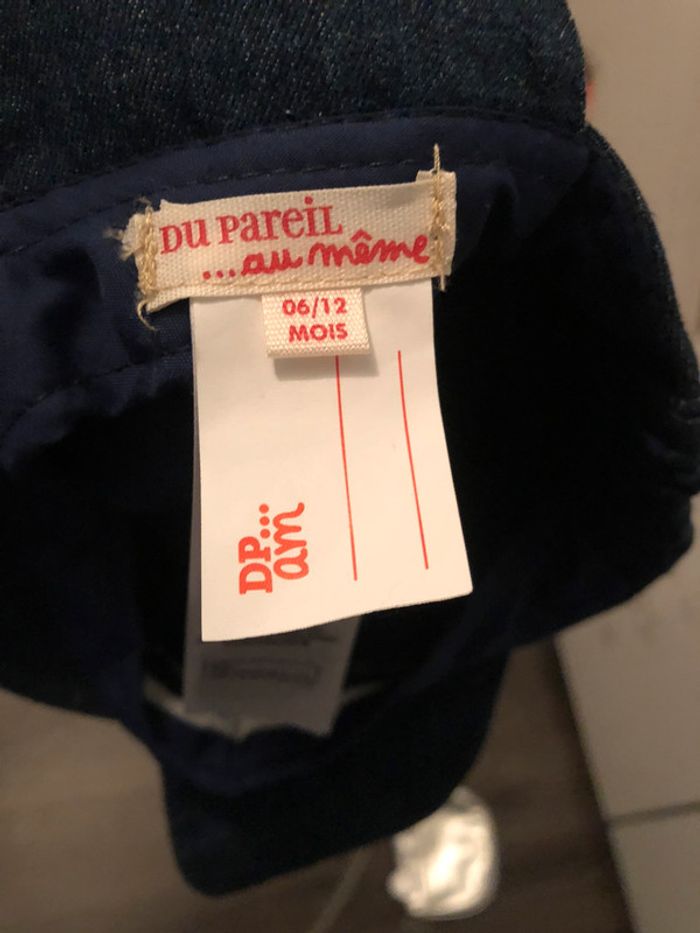 DU PAREIL
...au même
06/12
MOIS
DP...
am